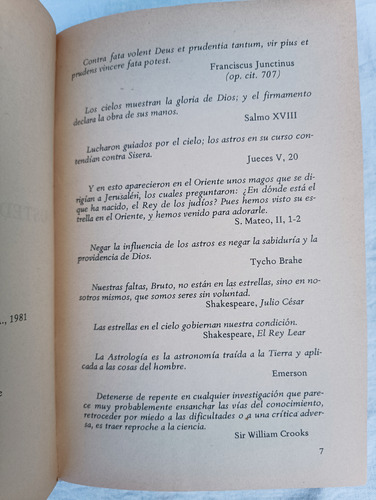 Contra fata volent Deus et prudentia tantum, vir pius et
prudens vincere fata potest.
Franciscus Junctinus
(op. cit. 707)
Los cielos muestran la gloria de Dios; y el firmamento
declara la obra de sus manos.
Salmo XVIII
Lucharon guiados por el cielo; los astros en su curso con-
tendían contra Sisera.
Jueces V, 20
Y en esto aparecieron en el Oriente unos magos que se di-
rigían a Jerusalén, los cuales preguntaron: ¿En dónde está el
que ha nacido, el Rey de los judíos? Pues hemos visto su es-
trella en el Oriente, y hemos venido para adorarle.
S. Mateo, II, 1-2
Negar la influencia de los astros es negar la sabiduría y la
providencia de Dios.
Tycho Brahe
Nuestras faltas, Bruto, no están en las estrellas, sino en no-
sotros mismos, que somos seres sin voluntad.
Shakespeare, Julio César
Las estrellas en el cielo gobiernan nuestra condición.
Shakespeare, El Rey Lear
La Astrología es la astronomía traída a la Tierra y aplic-
cada a las cosas del hombre.
Emerson
Detenerse de repente en cualquier investigación que pare-
ce muy probablemente ensanchar las vías del conocimiento,
retroceder por miedo a las dificultades o a una crítica adver-
sa, es traer reproche a la ciencia.
Sir William Crooks
7
., 1981